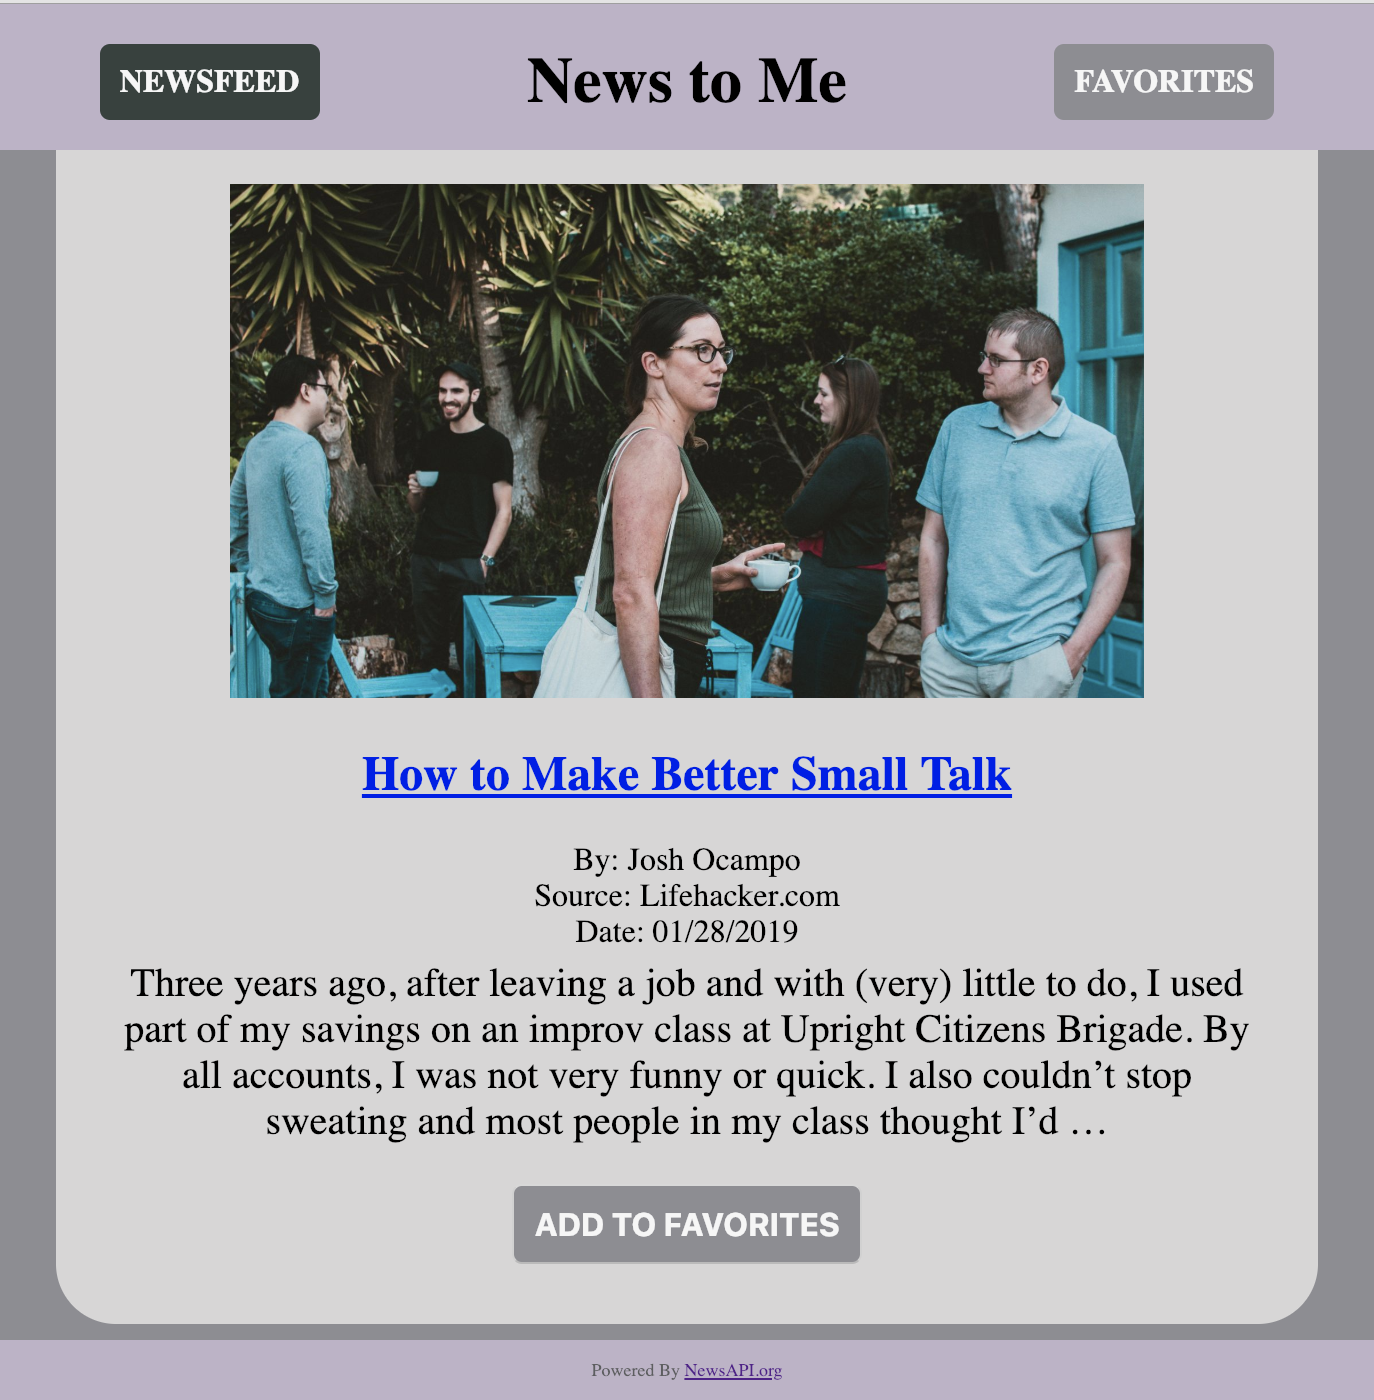 NEWSFEED
News to Me
FAVORITES
How to Make Better Small Talk
By: Josh Ocampo
Source: Lifehacker.com
Date: 01/28/2019
Three years ago, after leaving a job and with (very) little to do, I used
part of my savings on an improv class at Upright Citizens Brigade. By
all accounts, I was not very funny or quick. I also couldn’t stop
sweating and most people in my class thought I’d …
ADD TO FAVORITES
Powered By NewsAPI.org